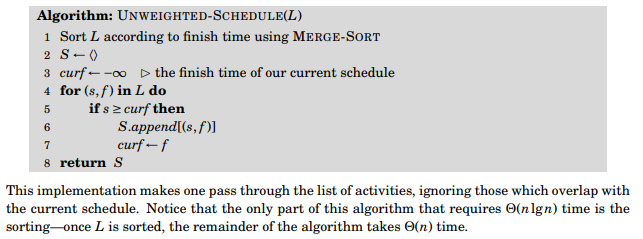 Algorithm: UNWEIGHTED-SCHEDULE(L)
1 Sort L according to finish time using MERGE-SORT
2 S ← ⟨⟩
3 curf ← −∞ ▷ the finish time of our current schedule
4 for (s, f) in L do
5 if s ≥ curf then
6 S.append[(s, f)]
7 curf ← f
8 return S
This implementation makes one pass through the list of activities, ignoring those which overlap with
the current schedule. Notice that the only part of this algorithm that requires Θ(n lg n) time is the
sorting—once L is sorted, the remainder of the algorithm takes Θ(n) time.